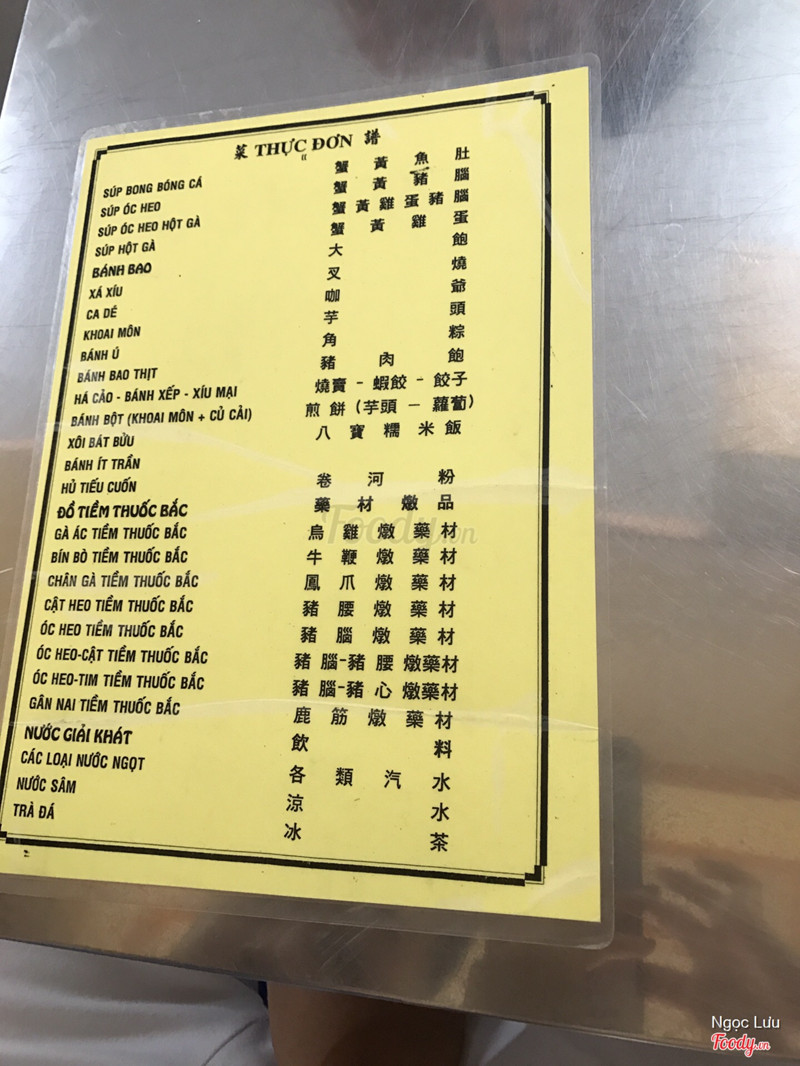 菜 THỰC ĐƠN 譜
SÚP BONG BÓNG CÁ 蟹 黃 魚 肚
SÚP ÓC HEO 蟹 黃 豬 腦
SÚP ÓC HEO HỘT GÀ 蟹 黃 雞 蛋 豬 腦
SÚP HỘT GÀ 蟹 黃 雞 蛋
BÁNH BAO 大 飽
XÁ XÍU 叉 燒
CA DÉ 咖 爺
KHOAI MÔN 芋 頭
BÁNH Ú 角 粽
BÁNH BAO THỊT 豬 肉 飽
HÁ CẢO - BÁNH XẾP - XÍU MẠI 燒賣 - 蝦餃 - 餃子
BÁNH BỘT (KHOAI MÔN + CỦ CẢI) 煎 餅 (芋頭 - 蘿蔔)
XÔI BÁT BỬU 八 寶 糯 米 飯
BÁNH ÍT TRẦN
HỦ TIẾU CUỐN 卷 河 粉
ĐỒ TIỀM THUỐC BẮC 藥 材 燉 品
GÀ ÁC TIỀM THUỐC BẮC 烏 雞 燉 藥 材
BÍN BÒ TIỀM THUỐC BẮC 牛 鞭 燉 藥 材
CHÂN GÀ TIỀM THUỐC BẮC 鳳 爪 燉 藥 材
CẬT HEO TIỀM THUỐC BẮC 豬 腰 燉 藥 材
ÓC HEO TIỀM THUỐC BẮC 豬 腦 燉 藥 材
ÓC HEO-CẬT TIỀM THUỐC BẮC 豬 腦-豬 腰 燉藥材
ÓC HEO-TIM TIỀM THUỐC BẮC 豬 腦-豬 心 燉藥材
GÂN NAI TIỀM THUỐC BẮC 鹿 筋 燉 藥 材
NƯỚC GIẢI KHÁT 飲 料
CÁC LOẠI NƯỚC NGỌT 各 類 汽 水
NƯỚC SÂM 涼 水
TRÀ ĐÁ 冰 茶
Foody.vn
Ngọc Lưu
Foody.vn